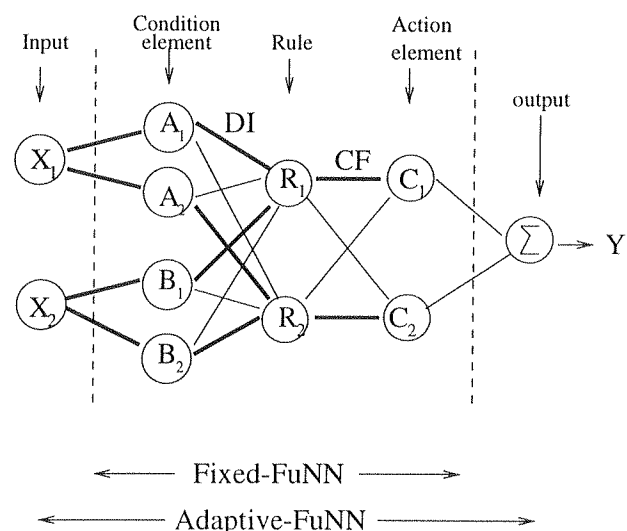 Input
Condition
element
Rule
Action
element
output
A1
DI
X1
A2
R1
CF
C1
Σ
Y
B1
X2
B2
R2
C2
Fixed-FuNN
Adaptive-FuNN